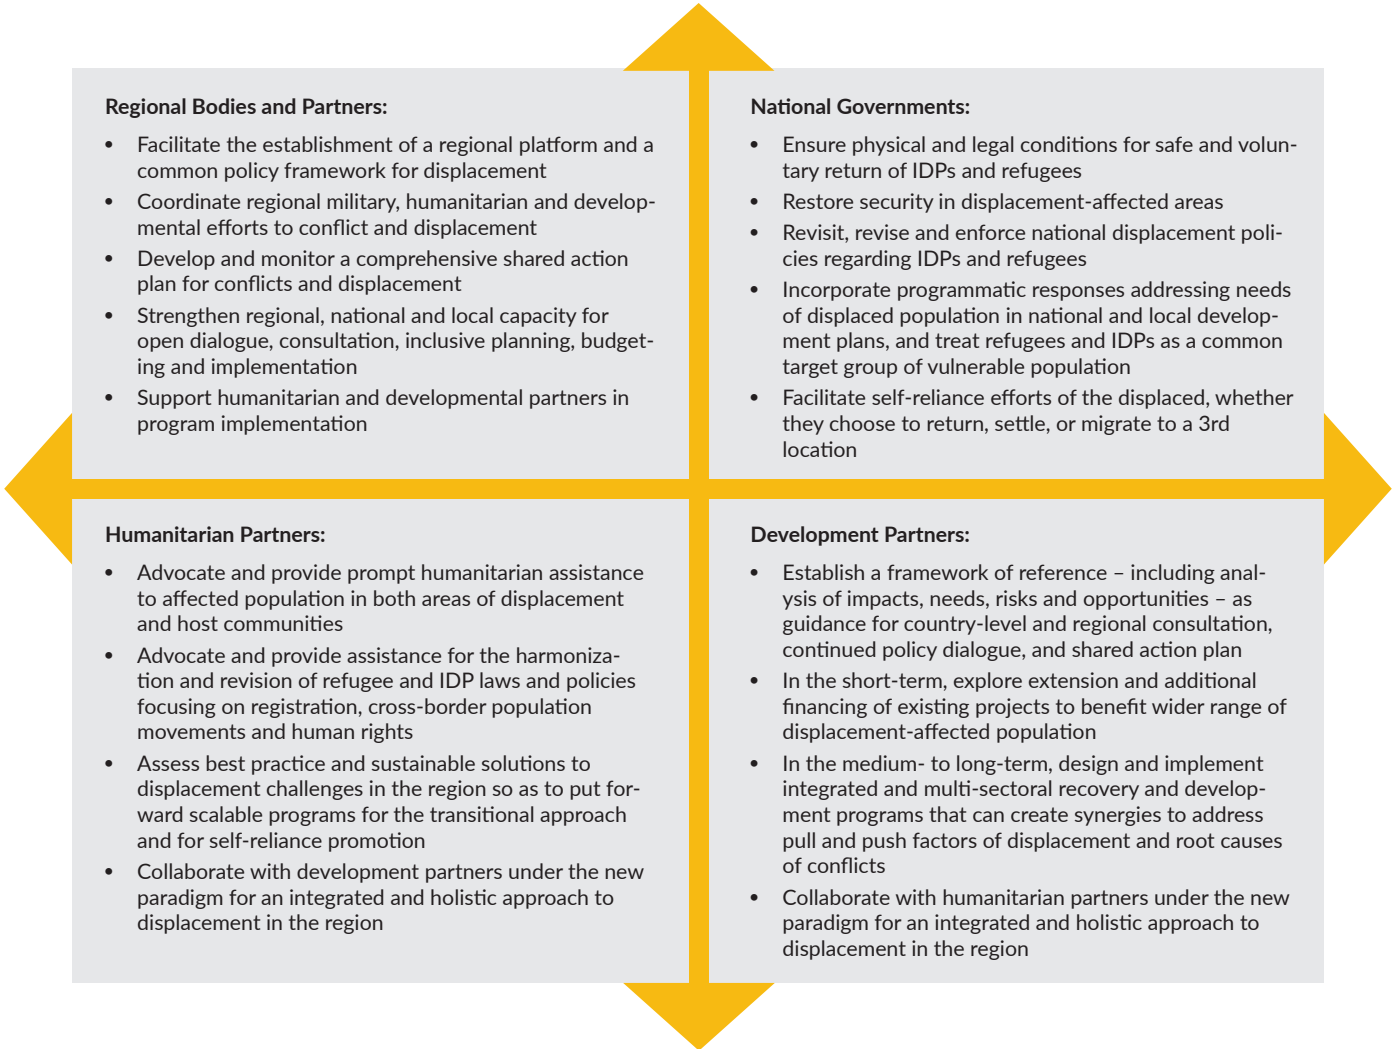 Regional Bodies and Partners:
• Facilitate the establishment of a regional platform and a
common policy framework for displacement
• Coordinate regional military, humanitarian and develop-
mental efforts to conflict and displacement
• Develop and monitor a comprehensive shared action
plan for conflicts and displacement
• Strengthen regional, national and local capacity for
open dialogue, consultation, inclusive planning, budget-
ing and implementation
• Support humanitarian and developmental partners in
program implementation
National Governments:
• Ensure physical and legal conditions for safe and volun-
tary return of IDPs and refugees
• Restore security in displacement-affected areas
• Revisit, revise and enforce national displacement poli-
cies regarding IDPs and refugees
• Incorporate programmatic responses addressing needs
of displaced population in national and local develop-
ment plans, and treat refugees and IDPs as a common
target group of vulnerable population
• Facilitate self-reliance efforts of the displaced, whether
they choose to return, settle, or migrate to a 3rd
location
Humanitarian Partners:
• Advocate and provide prompt humanitarian assistance
to affected population in both areas of displacement
and host communities
• Advocate and provide assistance for the harmoniza-
tion and revision of refugee and IDP laws and policies
focusing on registration, cross-border population
movements and human rights
• Assess best practice and sustainable solutions to
displacement challenges in the region so as to put for-
ward scalable programs for the transitional approach
and for self-reliance promotion
• Collaborate with development partners under the new
paradigm for an integrated and holistic approach to
displacement in the region
Development Partners:
• Establish a framework of reference – including anal-
ysis of impacts, needs, risks and opportunities – as
guidance for country-level and regional consultation,
continued policy dialogue, and shared action plan
• In the short-term, explore extension and additional
financing of existing projects to benefit wider range of
displacement-affected population
• In the medium- to long-term, design and implement
integrated and multi-sectoral recovery and develop-
ment programs that can create synergies to address
pull and push factors of displacement and root causes
of conflicts
• Collaborate with humanitarian partners under the new
paradigm for an integrated and holistic approach to
displacement in the region